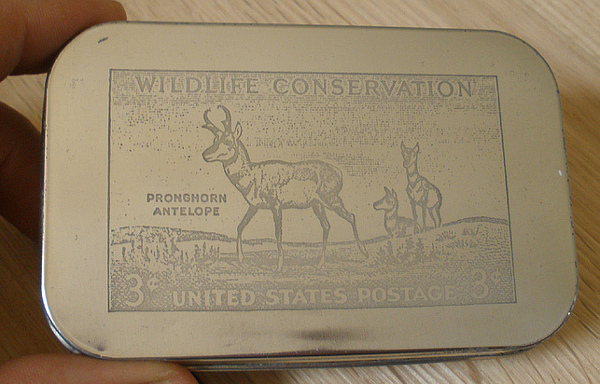 WILDLIFE CONSERVATION
PRONGHORN
ANTELOPE
3¢ UNITED STATES POSTAGE 3¢